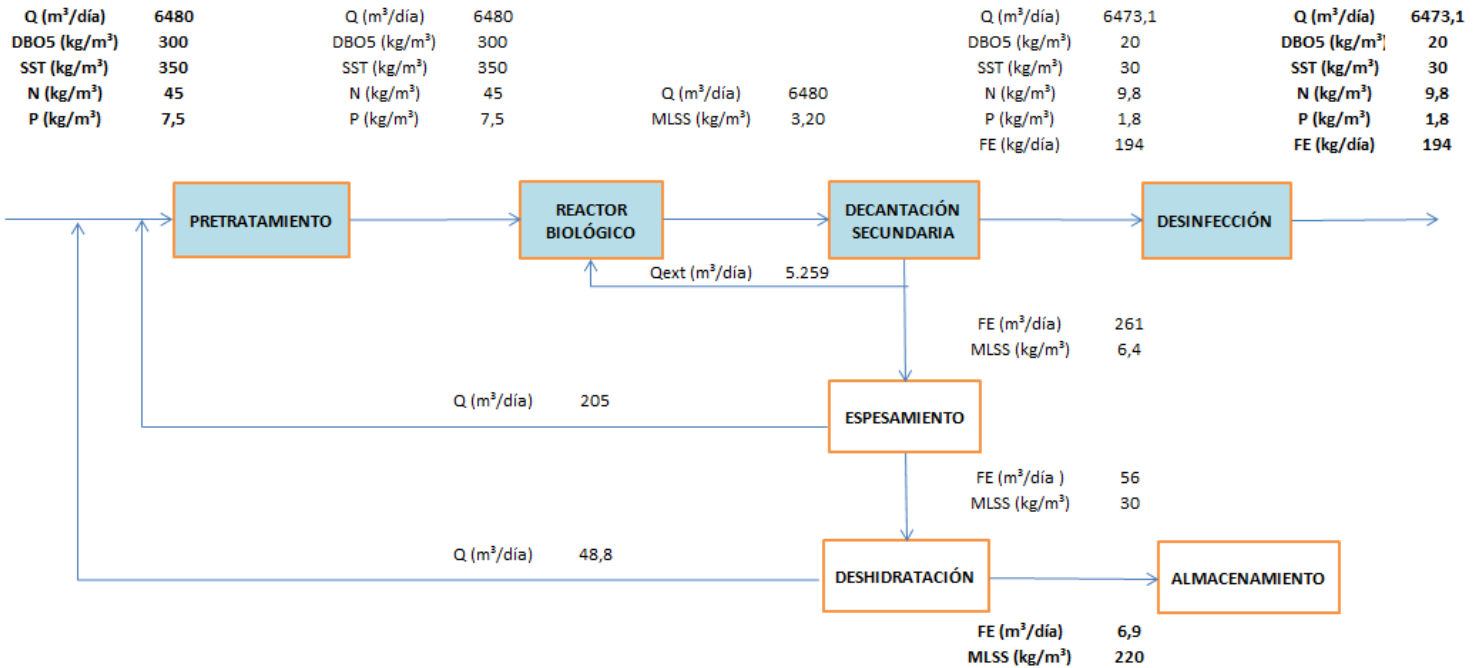 Q (m³/día) 6480
DBO5 (kg/m³) 300
SST (kg/m³) 350
N (kg/m³) 45
P (kg/m³) 7,5
Q (m³/día) 6480
DBO5 (kg/m³) 300
SST (kg/m³) 350
N (kg/m³) 45
P (kg/m³) 7,5
Q (m³/día) 6480
MLSS (kg/m³) 3,20
Q (m³/día) 6473,1
DBO5 (kg/m³) 20
SST (kg/m³) 30
N (kg/m³) 9,8
P (kg/m³) 1,8
FE (kg/día) 194
Q (m³/día) 6473,1
DBO5 (kg/m³ 20
SST (kg/m³) 30
N (kg/m³) 9,8
P (kg/m³) 1,8
FE (kg/día) 194
PRETRATAMIENTO
REACTOR
BIOLÓGICO
DECANTACIÓN
SECUNDARIA
DESINFECCIÓN
Qext (m³/día) 5.259
FE (m³/día) 261
MLSS (kg/m³) 6,4
Q (m³/día) 205
ESPESAMIENTO
FE (m³/día ) 56
MLSS (kg/m³) 30
Q (m³/día) 48,8
DESHIDRATACIÓN
ALMACENAMIENTO
FE (m³/día) 6,9
MLSS (kg/m³) 220